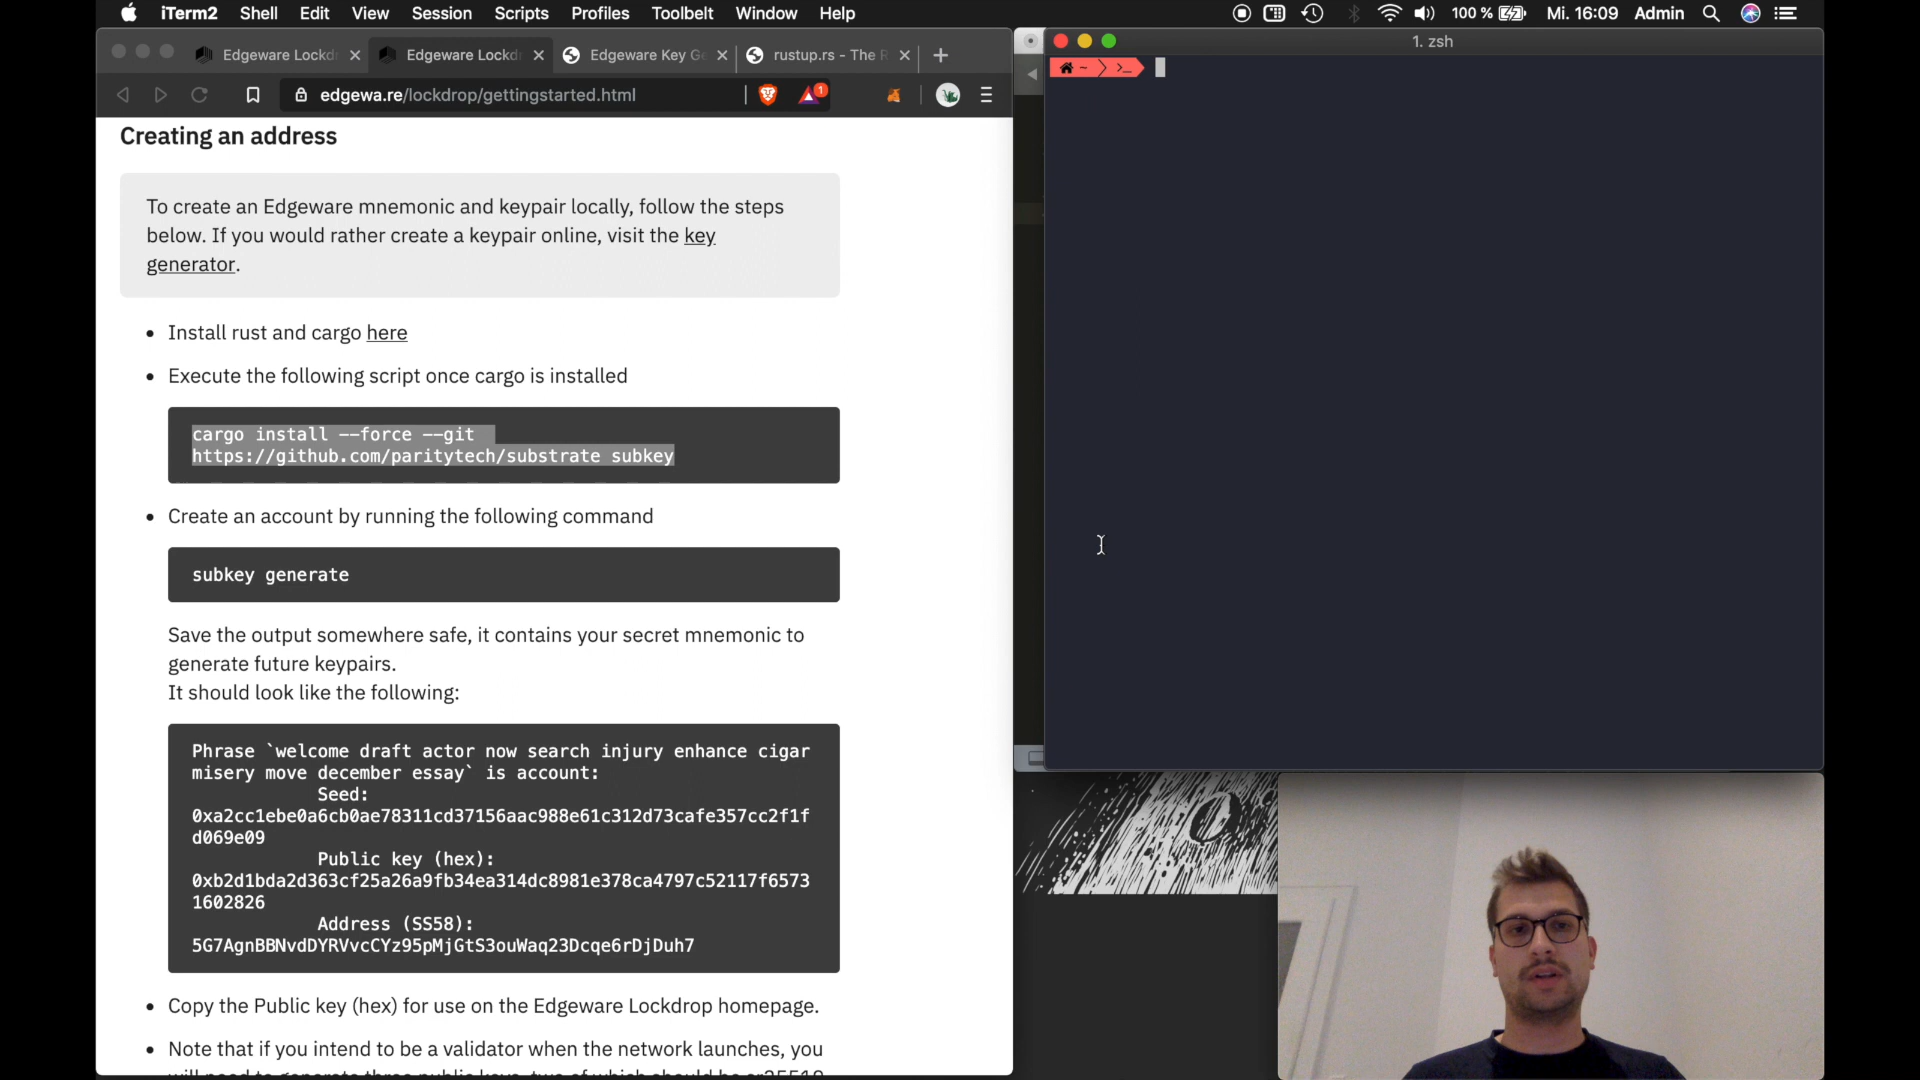 iTerm2 Shell Edit View Session Scripts Profiles Toolbelt Window Help 100 % Mi. 16:09 Admin
Edgeware Lockd Edgeware Lockdr Edgeware Key Ge rustup.rs - The R
1. zsh
~ >_
edgewa.re/lockdrop/gettingstarted.html 1
Creating an address
To create an Edgeware mnemonic and keypair locally, follow the steps
below. If you would rather create a keypair online, visit the key
generator.
Install rust and cargo here
Execute the following script once cargo is installed
cargo install --force --git
https://github.com/paritytech/substrate subkey
Create an account by running the following command
subkey generate
Save the output somewhere safe, it contains your secret mnemonic to
generate future keypairs.
It should look like the following:
Phrase `welcome draft actor now search injury enhance cigar
misery move december essay` is account:
Seed:
0xa2cc1ebe0a6cb0ae78311cd37156aac988e61c312d73cafe357cc2f1f
d069e09
Public key (hex):
0xb2d1bda2d363cf25a26a9fb34ea314dc8981e378ca4797c52117f6573
1602826
Address (SS58):
5G7AgnBBNvdDYRVvcCYz95pMjGtS3ouWaq23Dcqe6rDjDuh7
Copy the Public key (hex) for use on the Edgeware Lockdrop homepage.
Note that if you intend to be a validator when the network launches, you